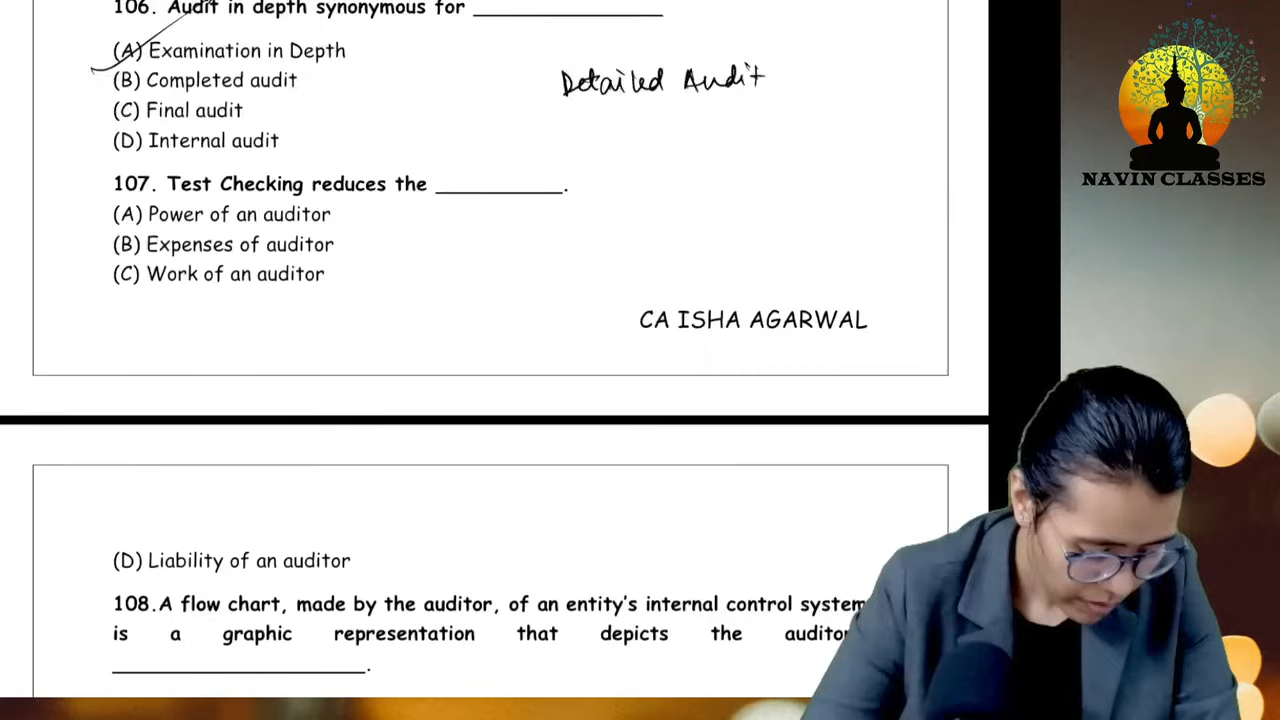 106. Audit in depth synonymous for ____________________
(A) Examination in Depth
(B) Completed audit
Detailed Audit
(C) Final audit
(D) Internal audit
107. Test Checking reduces the _____________.
(A) Power of an auditor
(B) Expenses of auditor
(C) Work of an auditor
CA ISHA AGARWAL
(D) Liability of an auditor
108.A flow chart, made by the auditor, of an entity's internal control system
is a graphic representation that depicts the
___________________________.
NAVIN CLASSES